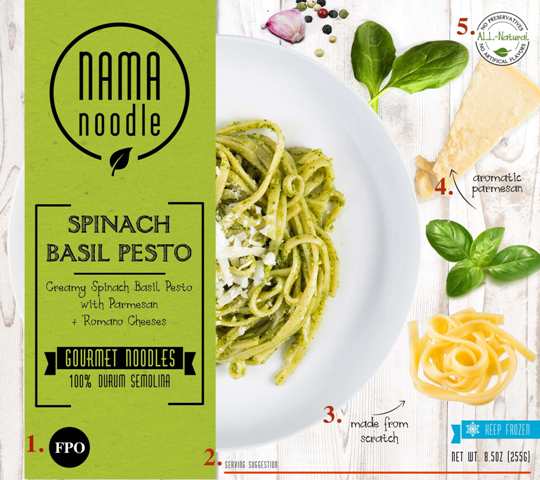 NAMA
noodle
SPINACH
BASIL PESTO
Creamy Spinach Basil Pesto
with Parmesan
+ Romano Cheeses
GOURMET NOODLES
100% DURUM SEMOLINA
1. FPO
2. SERVING SUGGESTION
3. made from
scratch
4. aromatic
parmesan
5. NO PRESERVATIVES
ALL-Natural
NO ARTIFICIAL FLAVORS
KEEP FROZEN
NET WT 8.5OZ (255G)